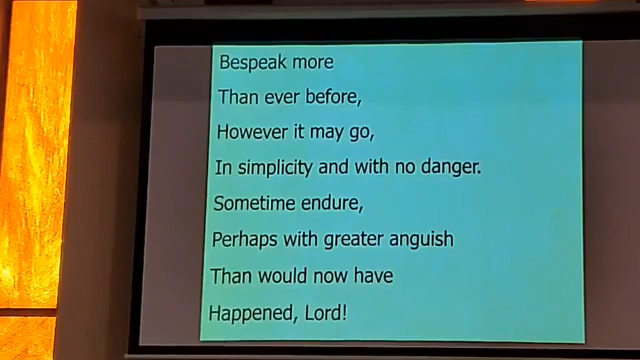 Bespeak more
Than ever before,
However it may go,
In simplicity and with no danger.
Sometime endure,
Perhaps with greater anguish
Than would now have
Happened, Lord!